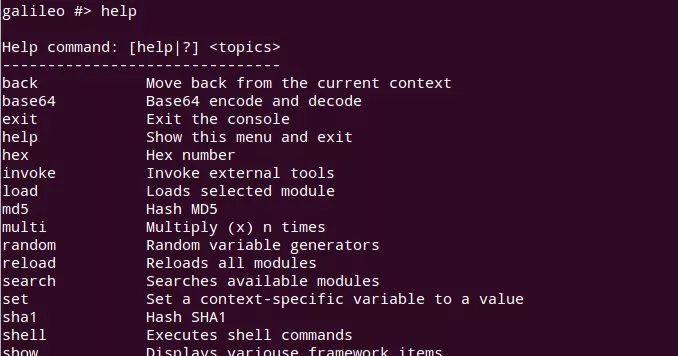 galileo #> help
Help command: [help|?] <topics>
-------------------------------
back Move back from the current context
base64 Base64 encode and decode
exit Exit the console
help Show this menu and exit
hex Hex number
invoke Invoke external tools
load Loads selected module
md5 Hash MD5
multi Multiply (x) n times
random Random variable generators
reload Reloads all modules
search Searches available modules
set Set a context-specific variable to a value
sha1 Hash SHA1
shell Executes shell commands
show Displays variouse framework items